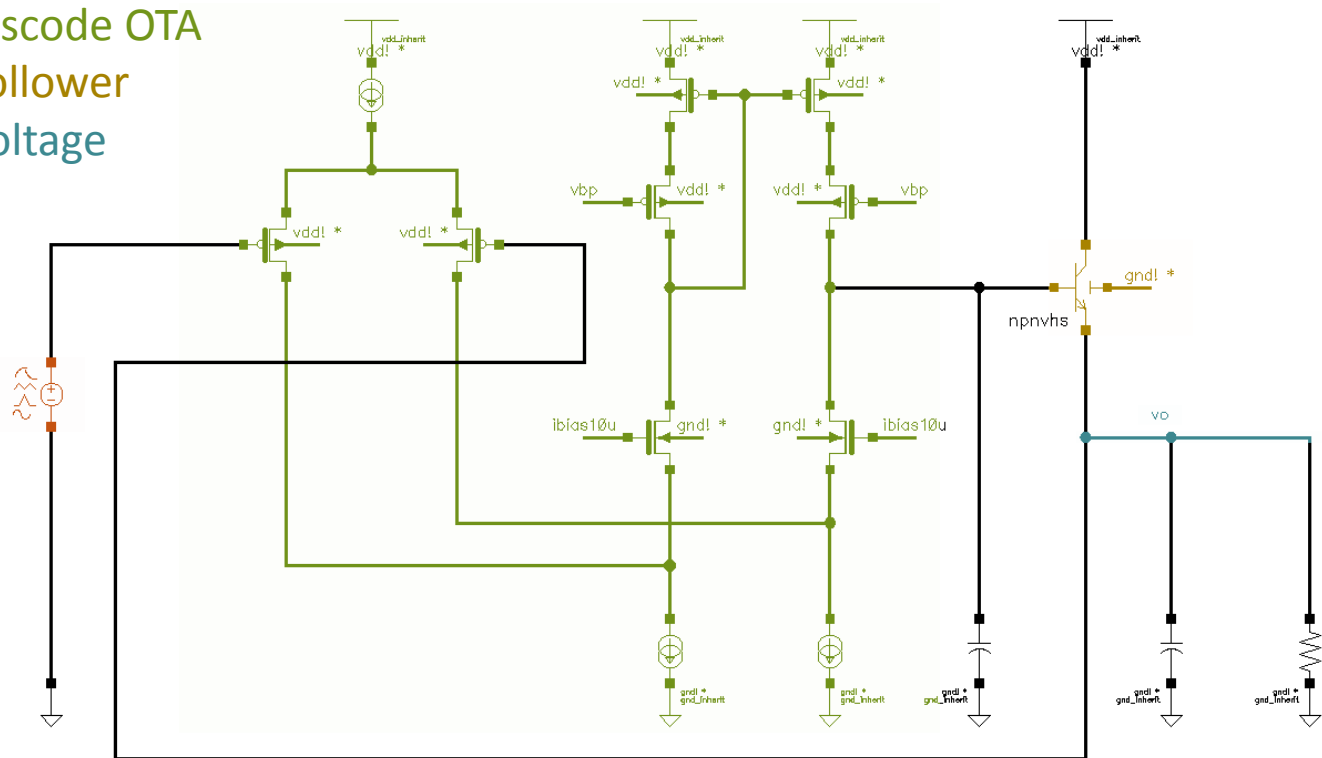 scode OTA
ollower
oltage
vdd_inherit
vdd! *
vdd_inherit
vdd! *
vdd_inherit
vdd! *
vdd_inherit
vdd! *
vdd! *
vdd! *
vbp
vdd! *
vdd! *
vbp
vdd! *
vdd! *
gnd! *
npnvhs
ibias10u
gnd! *
gnd! *
ibias10u
vo
gnd! *
gnd_inherit
gnd! *
gnd_inherit
gnd! *
gnd_inherit
gnd! *
gnd_inherit
gnd! *
gnd_inherit